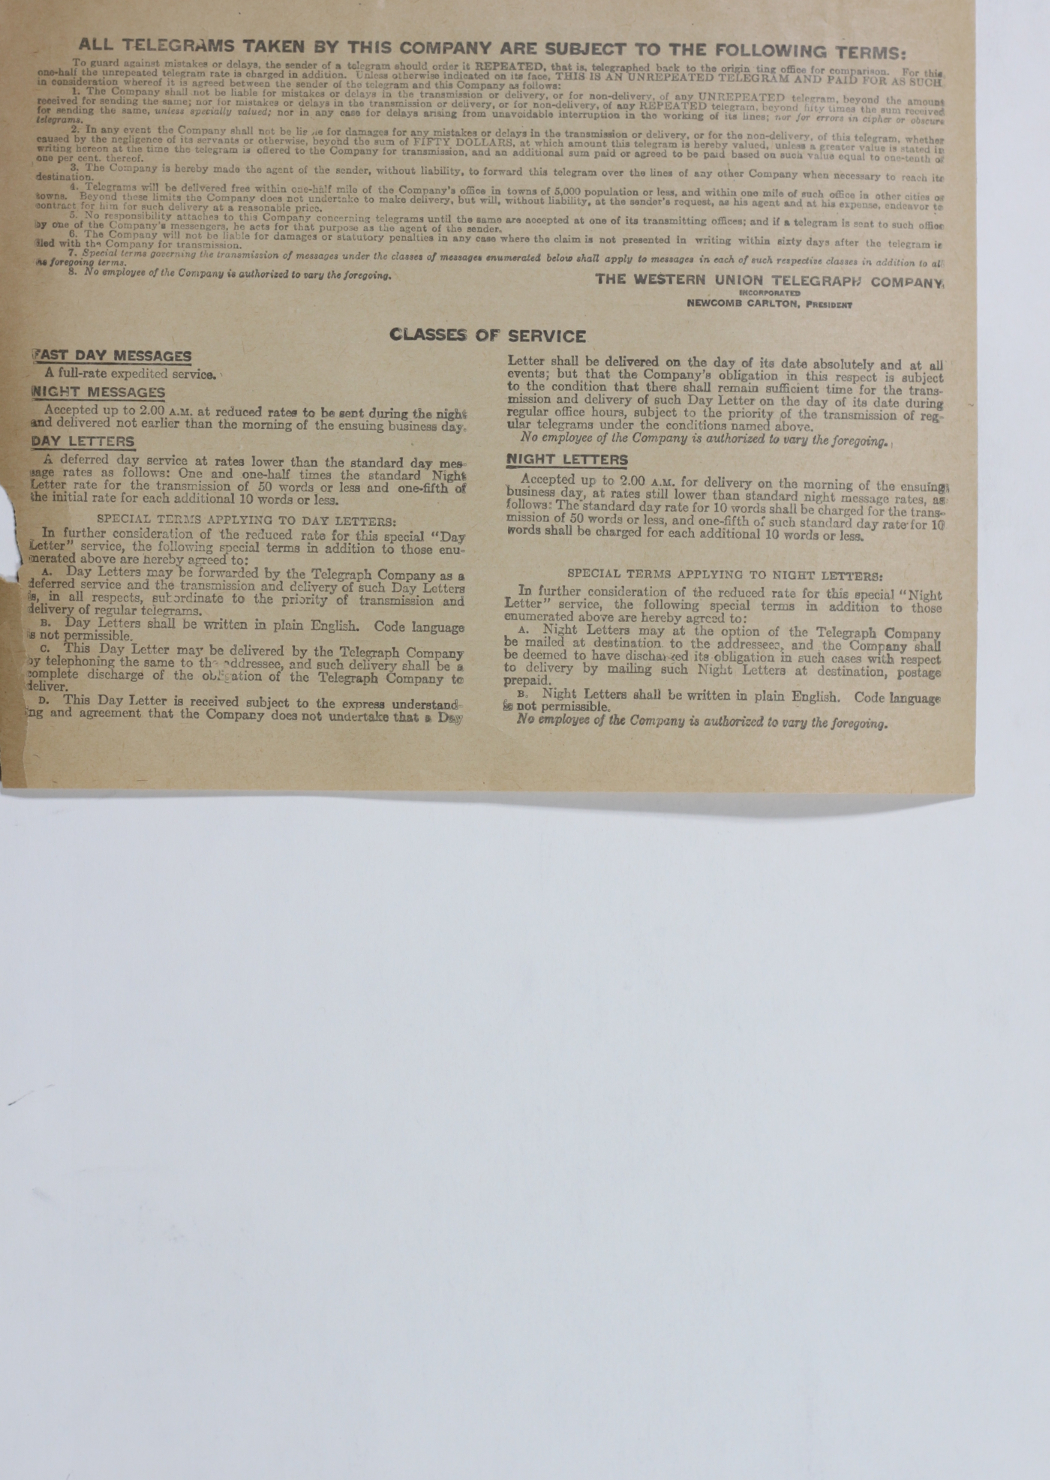 ALL TELEGRAMS TAKEN BY THIS COMPANY ARE SUBJECT TO THE FOLLOWING TERMS:
To guard against mistakes or delays, the sender of a telegram should order it REPEATED, that is, telegraphed back to the origin ting office for comparison. For this,
one-half the unrepeated telegram rate is charged in addition. Unless otherwise indicated on its face, THIS IS AN UNREPEATED TELEGRAM AND PAID FOR AS SUCH,
in consideration whereof it is agreed between the sender of the telegram and this Company as follows:
1. The Company shall not be liable for mistakes or delays in the transmission or delivery, or for non-delivery, of any UNREPEATED telegram, beyond the amount
received for sending the same; nor for mistakes or delays in the transmission or delivery, or for non-delivery, of any REPEATED telegram, beyond fifty times the sum received
for sending the same, unless specially valued; nor in any case for delays arising from unavoidable interruption in the working of its lines; nor for errors in cipher or obscure
telegrams.
2. In any event the Company shall not be li le for damages for any mistakes or delays in the transmission or delivery, or for the non-delivery, of this telegram, whether
caused by the negligence of its servants or otherwise, beyond the sum of FIFTY DOLLARS, at which amount this telegram is hereby valued, unless a greater value is stated in
writing hereon at the time the telegram is offered to the Company for transmission, and an additional sum paid or agreed to be paid based on such value equal to one-tenth of
one per cent. thereof.
3. The Company is hereby made the agent of the sender, without liability, to forward this telegram over the lines of any other Company when necessary to reach its
destination.
4. Telegrams will be delivered free within one-half mile of the Company's office in towns of 5,000 population or less, and within one mile of such office in other cities or
towns. Beyond these limits the Company does not undertake to make delivery, but will, without liability, at the sender's request, as his agent and at his expense, endeavor to
contract for him for such delivery at a reasonable price.
5. No responsibility attaches to this Company concerning telegrams until the same are accepted at one of its transmitting offices; and if a telegram is sent to such office
by one of the Company's messengers, he acts for that purpose as the agent of the sender.
6. The Company will not be liable for damages or statutory penalties in any case where the claim is not presented in writing within sixty days after the telegram is
filed with the Company for transmission.
7. Special terms governing the transmission of messages under the classes of messages enumerated below shall apply to messages in each of such respective classes in addition to all
he foregoing terms.
8. No employee of the Company is authorized to vary the foregoing.
THE WESTERN UNION TELEGRAPH COMPANY,
INCORPORATED
NEWCOMB CARLTON, PRESIDENT
CLASSES OF SERVICE
FAST DAY MESSAGES
A full-rate expedited service.
NIGHT MESSAGES
Accepted up to 2.00 A.M. at reduced rates to be sent during the night
and delivered not earlier than the morning of the ensuing business day.
DAY LETTERS
A deferred day service at rates lower than the standard day mes-
sage rates as follows: One and one-half times the standard Night
Letter rate for the transmission of 50 words or less and one-fifth of
the initial rate for each additional 10 words or less.
SPECIAL TERMS APPLYING TO DAY LETTERS:
In further consideration of the reduced rate for this special "Day
Letter" service, the following special terms in addition to those enu-
merated above are hereby agreed to:
A. Day Letters may be forwarded by the Telegraph Company as a
deferred service and the transmission and delivery of such Day Letters
is, in all respects, subordinate to the priority of transmission and
delivery of regular telegrams.
B. Day Letters shall be written in plain English. Code language
is not permissible.
C. This Day Letter may be delivered by the Telegraph Company
by telephoning the same to the addressee, and such delivery shall be a
complete discharge of the obligation of the Telegraph Company to
deliver.
D. This Day Letter is received subject to the express understand-
ing and agreement that the Company does not undertake that a Day
Letter shall be delivered on the day of its date absolutely and at all
events; but that the Company's obligation in this respect is subject
to the condition that there shall remain sufficient time for the trans-
mission and delivery of such Day Letter on the day of its date during
regular office hours, subject to the priority of the transmission of reg-
ular telegrams under the conditions named above.
No employee of the Company is authorized to vary the foregoing.
NIGHT LETTERS
Accepted up to 2.00 A.M. for delivery on the morning of the ensuing
business day, at rates still lower than standard night message rates, as
follows: The standard day rate for 10 words shall be charged for the trans-
mission of 50 words or less, and one-fifth of such standard day rate for 10
words shall be charged for each additional 10 words or less.
SPECIAL TERMS APPLYING TO NIGHT LETTERS:
In further consideration of the reduced rate for this special "Night
Letter" service, the following special terms in addition to those
enumerated above are hereby agreed to:
A. Night Letters may at the option of the Telegraph Company
be mailed at destination to the addressees, and the Company shall
be deemed to have discharged its obligation in such cases with respect
to delivery by mailing such Night Letters at destination, postage
prepaid.
B. Night Letters shall be written in plain English. Code language
is not permissible.
No employee of the Company is authorized to vary the foregoing.